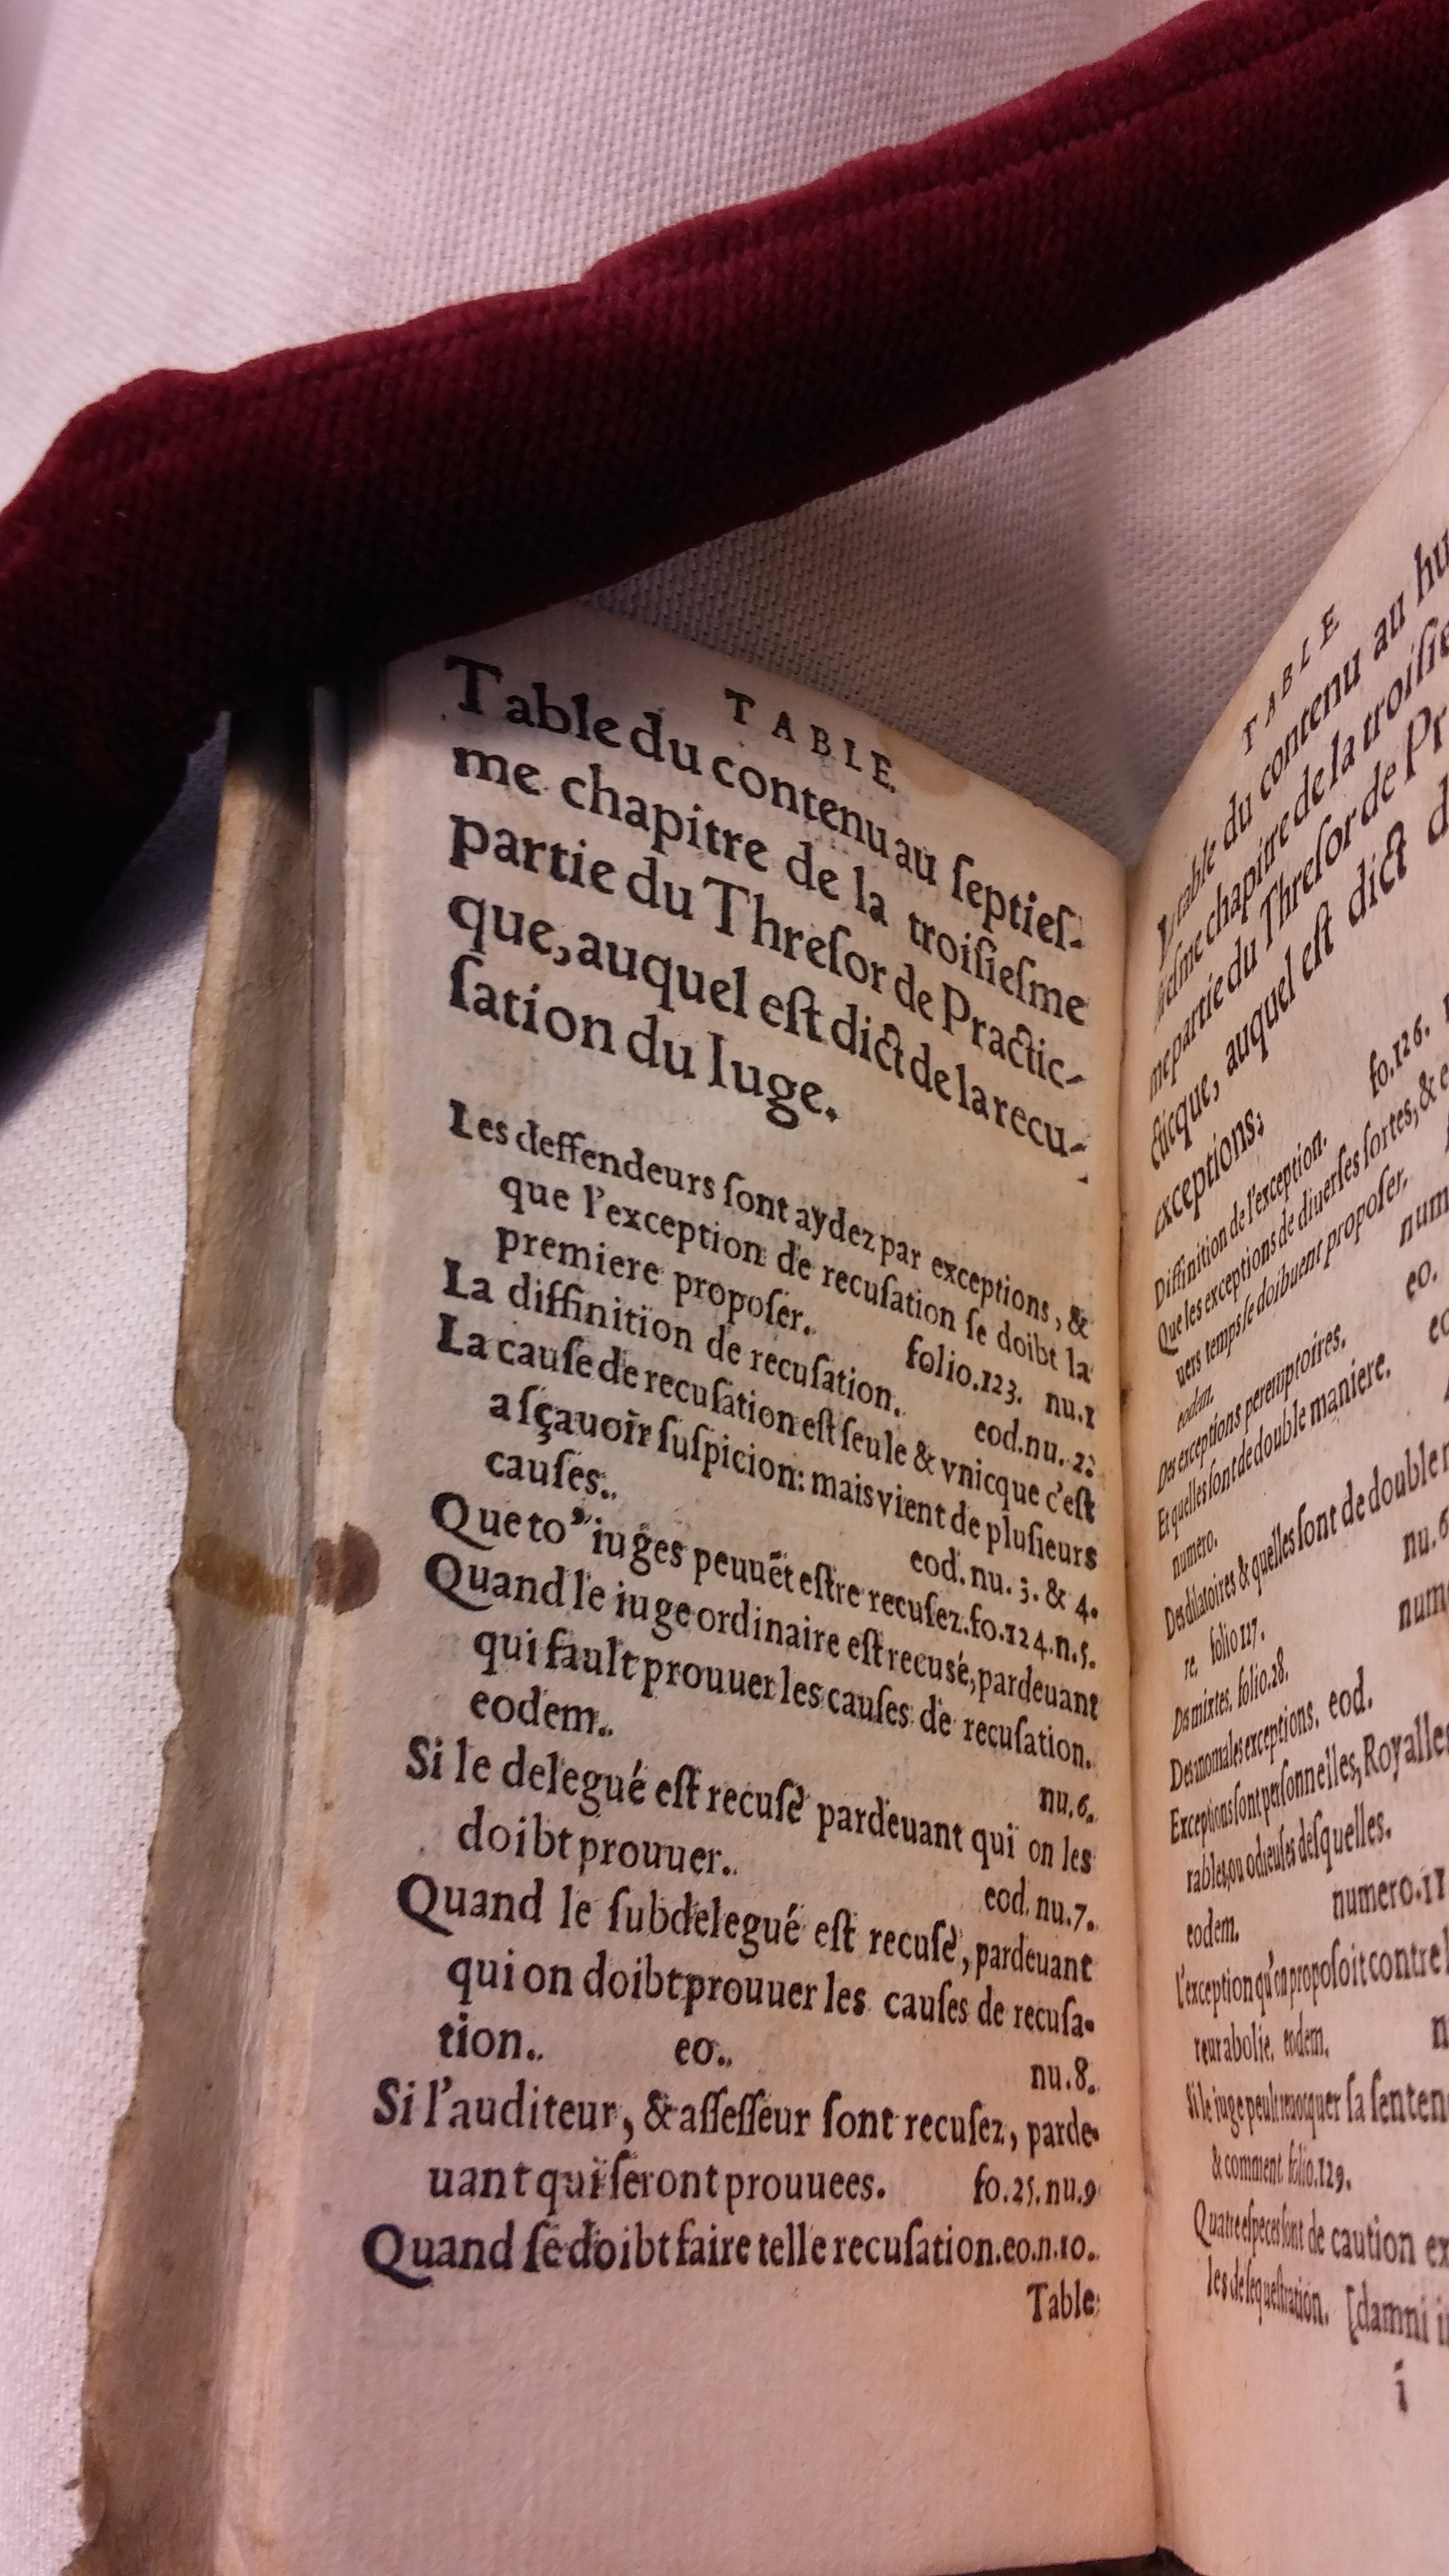 TABLE.
Table du contenu au ſeptieſ-
me chapitre de la troiſieſme
partie du Threſor de Practic-
que, auquel eſt dict de la recu-
ſation du Iuge.
Les deffendeurs ſont aydez par exceptions, &
que l'exception de recuſation ſe doibt la
premiere propoſer. folio.123. nu.1
La diffinition de recuſation. eod.nu. 2.
La cauſe de recuſation eſt ſeule & vnicque c'eſt
a ſçauoir ſuſpicion: mais vient de pluſieurs
cauſes. eod. nu. 3. & 4.
Que to⁹ iuges peuuēt eſtre recuſez.fo.124.n.5.
Quand le iuge ordinaire eſt recusé, pardeuant
qui fault prouuer les cauſes de recuſation.
eodem. nu.6.
Si le delegué eſt recuſé pardeuant qui on les
doibt prouuer. eod. nu.7.
Quand le ſubdelegué eſt recuſé, pardeuant
qui on doibt prouuer les cauſes de recuſa-
tion. eo. nu.8.
Si l'auditeur, & aſſeſſeur ſont recuſez, parde-
uant qui ſeront prouuees. fo.25.nu.9
Quand ſe doibt faire telle recuſation.eo.n.10.
Table
TABLE
table du contenu au
chapitre de la
partie du Threſor de
auquel eſt dict
exceptions:
Diffinition de l'exception. fo.126.
Que les exceptions de diuerſes ſortes, &
uers temps ſe doibuent propoſer.
eodem.
Des exceptions peremptoires. eo.
Et quelles ſont de double maniere.
numero.
Des dilatoires & quelles ſont de double
re. folio 117. nu.6
Des mixtes. folio.28.
Des nomales exceptions. eod.
Exceptions ſont perſonnelles, Royalles
rables, ou odieuſes deſquelles.
eodem. numero.11
L'exception qu'on propoſoit contre
teur abolie. eodem.
Si le iuge peult reuocquer ſa
& comment folio.129.
Quatre eſpeces ſont de caution
les de ſequeſtration. [damni
i